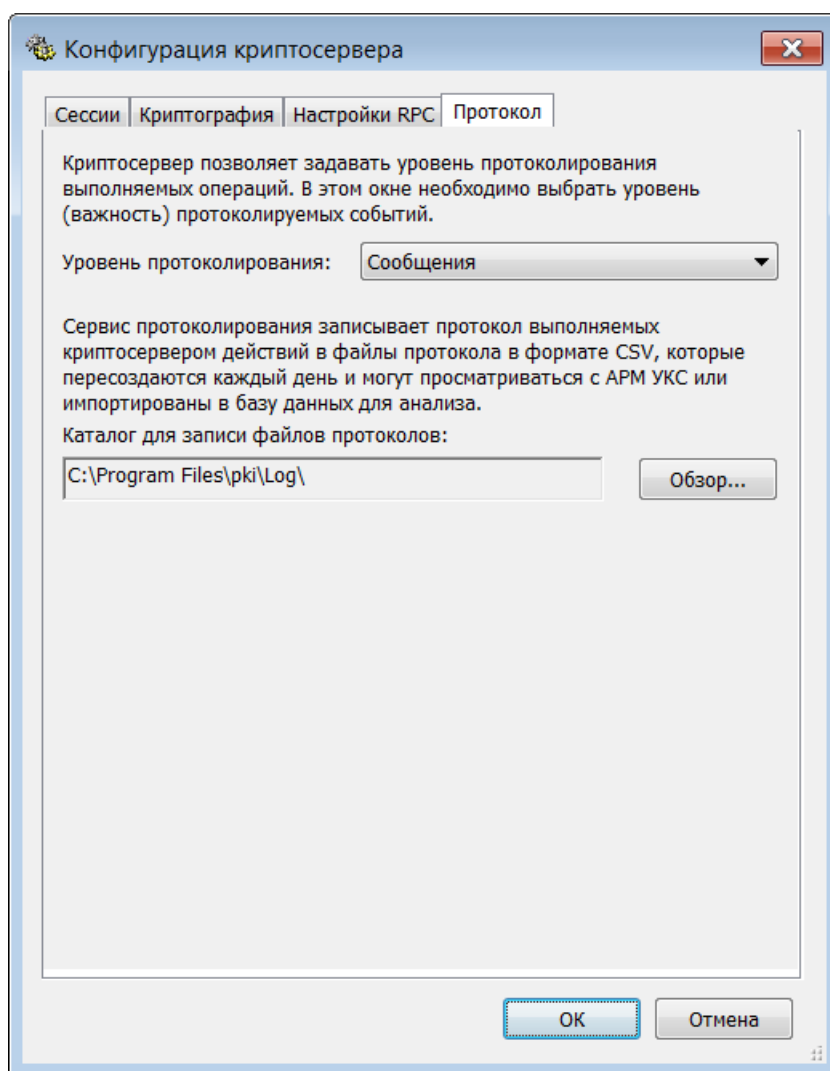 Конфигурация криптосервера
Сессии Криптография Настройки RPC Протокол
Криптосервер позволяет задавать уровень протоколирования
выполняемых операций. В этом окне необходимо выбрать уровень
(важность) протоколируемых событий.
Уровень протоколирования: Сообщения
Сервис протоколирования записывает протокол выполняемых
криптосервером действий в файлы протокола в формате CSV, которые
пересоздаются каждый день и могут просматриваться с АРМ УКС или
импортированы в базу данных для анализа.
Каталог для записи файлов протоколов:
C:\Program Files\pki\Log\ Обзор...
ОК Отмена